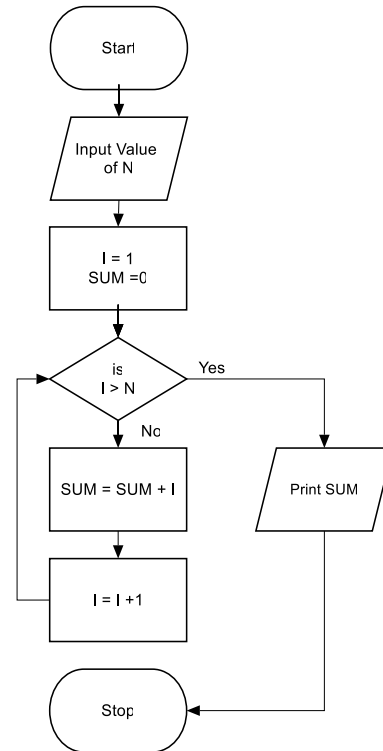 Start
Input Value
of N
I = 1
SUM =0
is
I > N
Yes
No
SUM = SUM + I
Print SUM
I = I +1
Stop